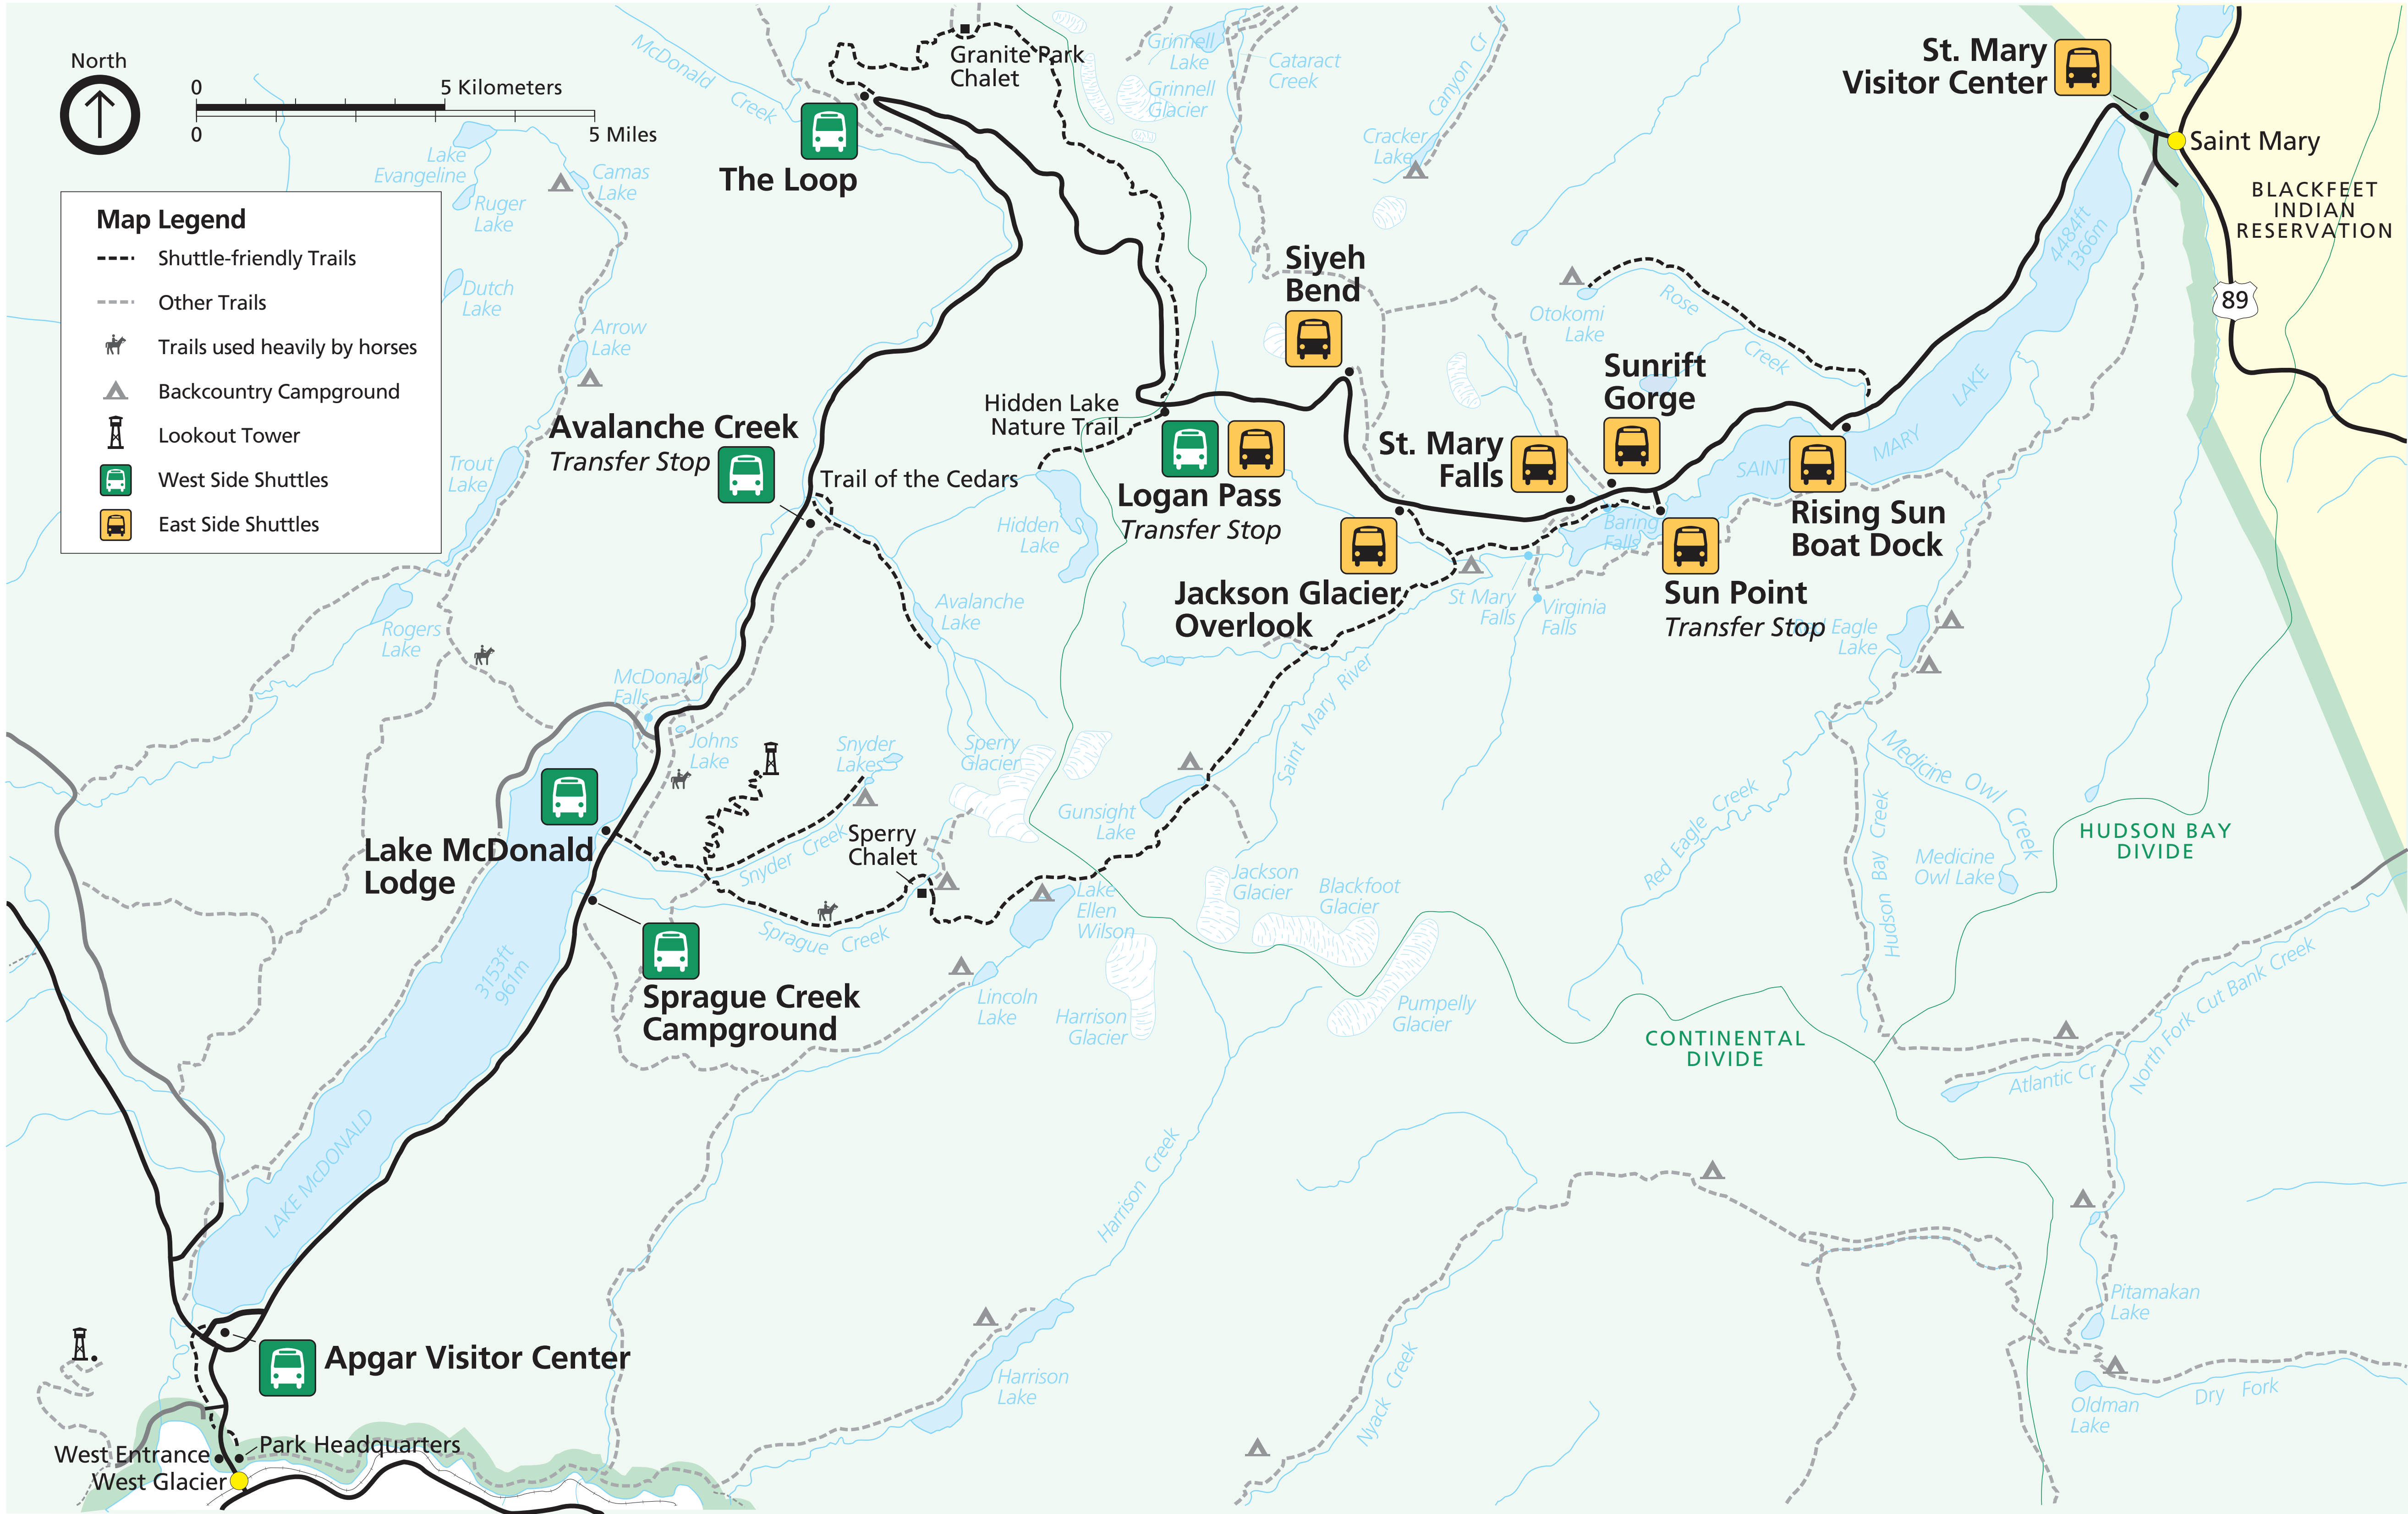 North
0
5 Kilometers
0
5 Miles
Map Legend
Shuttle-friendly Trails
Other Trails
Trails used heavily by horses
Backcountry Campground
Lookout Tower
West Side Shuttles
East Side Shuttles
McDonald
Creek
Granite Park
Chalet
Grinnell
Lake
Grinnell
Glacier
Cataract
Creek
Canyon Cr
Cracker
Lake
St. Mary
Visitor Center
Saint Mary
BLACKFEET
INDIAN
RESERVATION
89
4484ft
1366m
The Loop
Lake
Evangeline
Camas
Lake
Ruger
Lake
Dutch
Lake
Arrow
Lake
Trout
Lake
Rogers
Lake
Siyeh
Bend
Otokomi
Lake
Rose
Creek
Sunrift
Gorge
St. Mary
Falls
SAINT
MARY
LAKE
Rising Sun
Boat Dock
Baring
Falls
Sun Point
Transfer Stop
Red Eagle
Lake
Hidden Lake
Nature Trail
Logan Pass
Transfer Stop
Avalanche Creek
Transfer Stop
Trail of the Cedars
Hidden
Lake
Jackson Glacier
Overlook
St Mary
Falls
Virginia
Falls
Avalanche
Lake
Saint Mary River
McDonald
Falls
Johns
Lake
Snyder
Lakes
Sperry
Glacier
Gunsight
Lake
Lake McDonald
Lodge
Snyder Creek
Sperry
Chalet
Sprague Creek
Lake
Ellen
Wilson
Jackson
Glacier
Blackfoot
Glacier
Sprague Creek
Campground
Lincoln
Lake
Harrison
Glacier
Pumpelly
Glacier
Red Eagle Creek
Hudson Bay Creek
Medicine Owl Creek
Medicine
Owl Lake
HUDSON BAY
DIVIDE
CONTINENTAL
DIVIDE
North Fork Cut Bank Creek
Atlantic Cr
3153ft
961m
LAKE McDONALD
Harrison Creek
Harrison
Lake
Nyack Creek
Pitamakan
Lake
Oldman
Lake
Dry Fork
Apgar Visitor Center
West Entrance
Park Headquarters
West Glacier